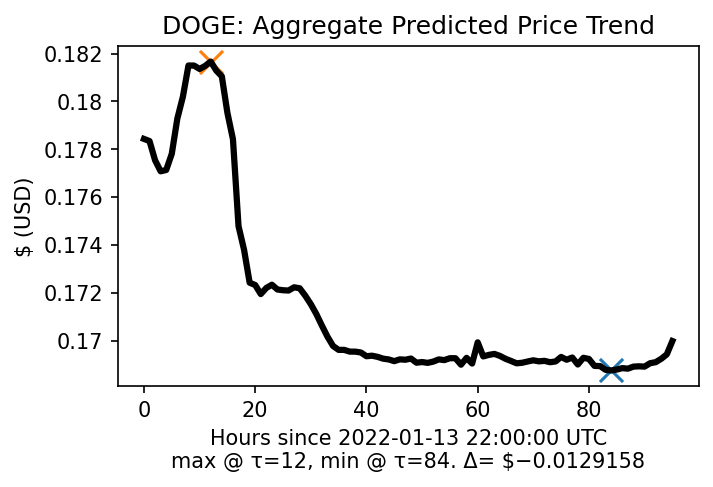 DOGE: Aggregate Predicted Price Trend
0.182
0.18
0.178
0.176
0.174
0.172
0.17
$ (USD)
0 20 40 60 80
Hours since 2022-01-13 22:00:00 UTC
max @ τ=12, min @ τ=84. Δ= $−0.0129158